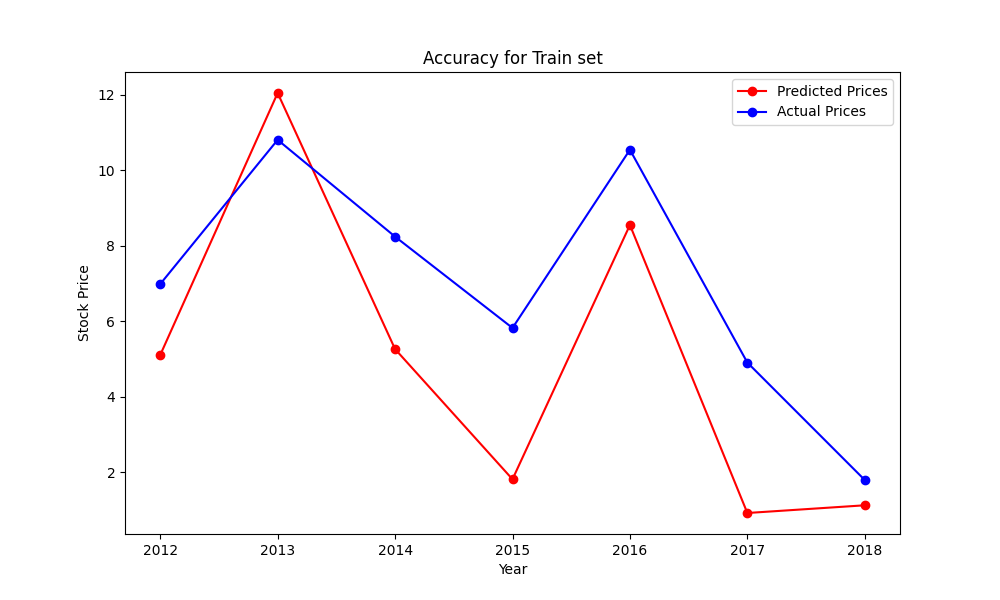 Accuracy for Train set
Predicted Prices
Actual Prices
12
10
8
6
4
2
Stock Price
2012 2013 2014 2015 2016 2017 2018
Year